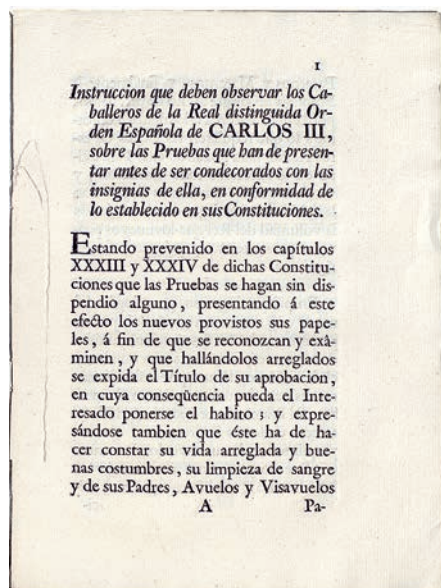 1
Instruccion que deben observar los Ca-
balleros de la Real distinguida Or-
den Española de CARLOS III,
sobre las Pruebas que han de presen-
tar antes de ser condecorados con las
insignias de ella, en conformidad de
lo establecido en sus Constituciones.
Estando prevenido en los capítulos
XXXIII y XXXIV de dichas Constitu-
ciones que las Pruebas se hagan sin dis-
pendio alguno, presentando á este
efecto los nuevos provistos sus pape-
les, á fin de que se reconozcan y exâ-
minen, y que hallándolos arreglados
se expida el Título de su aprobacion,
en cuya conseqüencia pueda el Inte-
resado ponerse el habito; y expre-
sándose tambien que éste ha de ha-
cer constar su vida arreglada y bue-
nas costumbres, su limpieza de sangre
y de sus Padres, Avuelos y Visavuelos
A Pa-